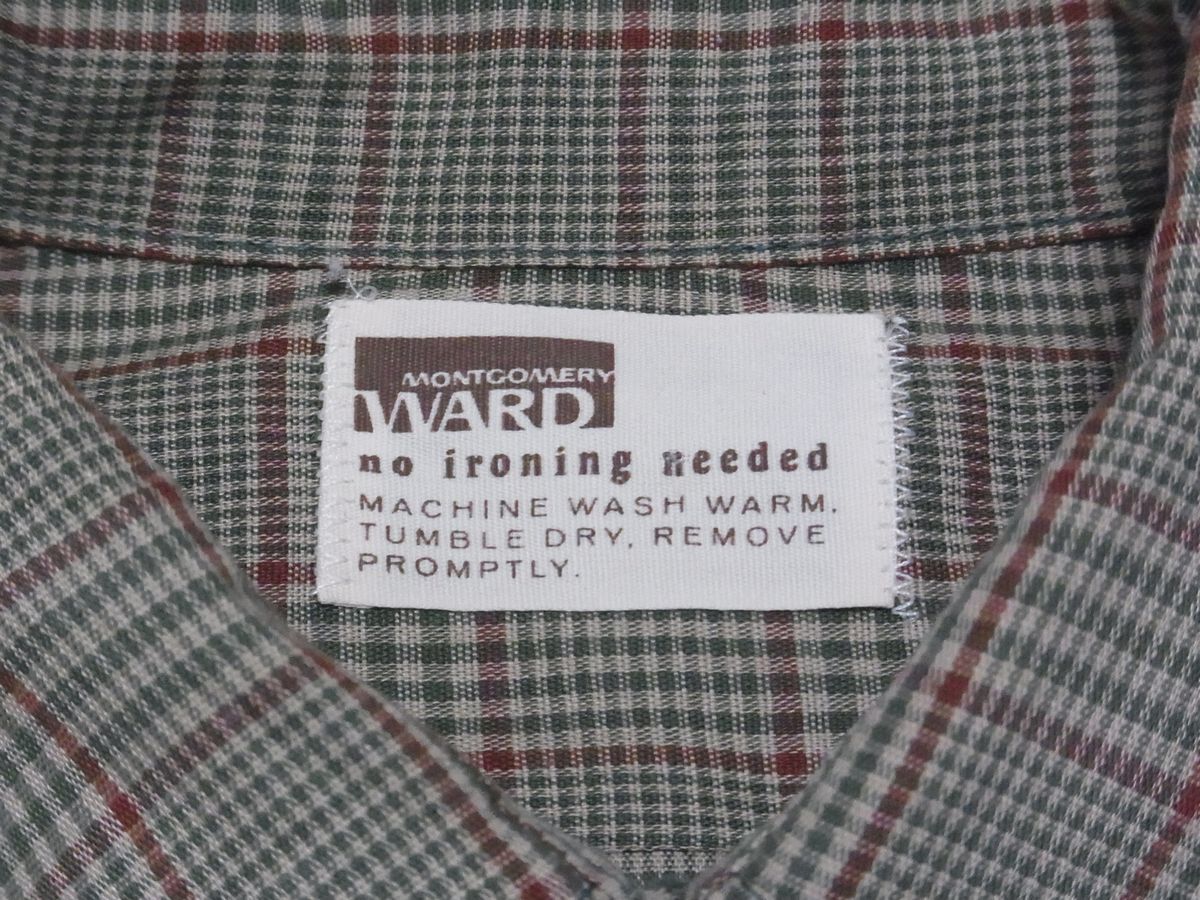 MONTGOMERY
WARD
no ironing needed
MACHINE WASH WARM.
TUMBLE DRY, REMOVE
PROMPTLY.